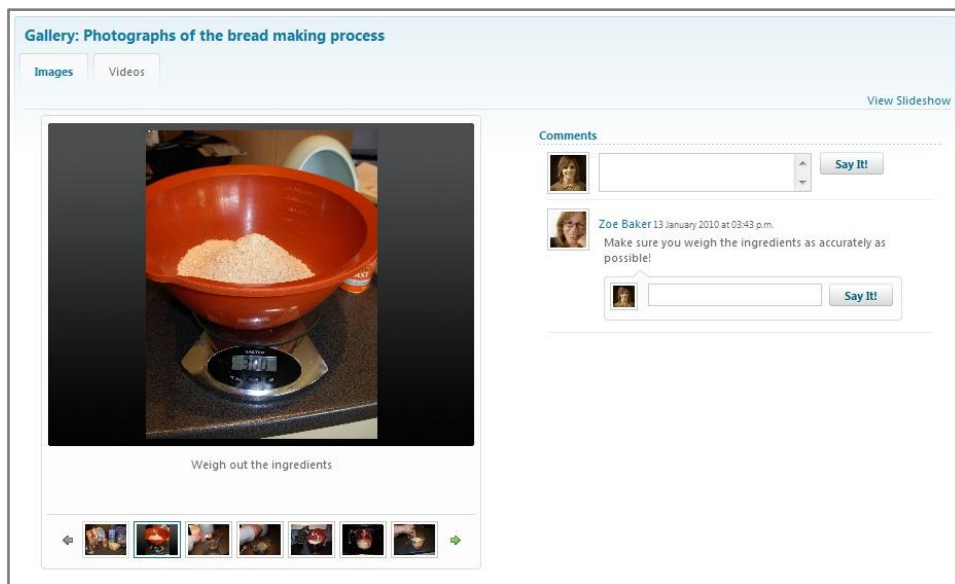 Gallery: Photographs of the bread making process
Images
Videos
View Slideshow
Comments
Say It!
Zoe Baker 13 January 2010 at 03:43 p.m.
Make sure you weigh the ingredients as accurately as
possible!
Say It!
SALTER
Weigh out the ingredients